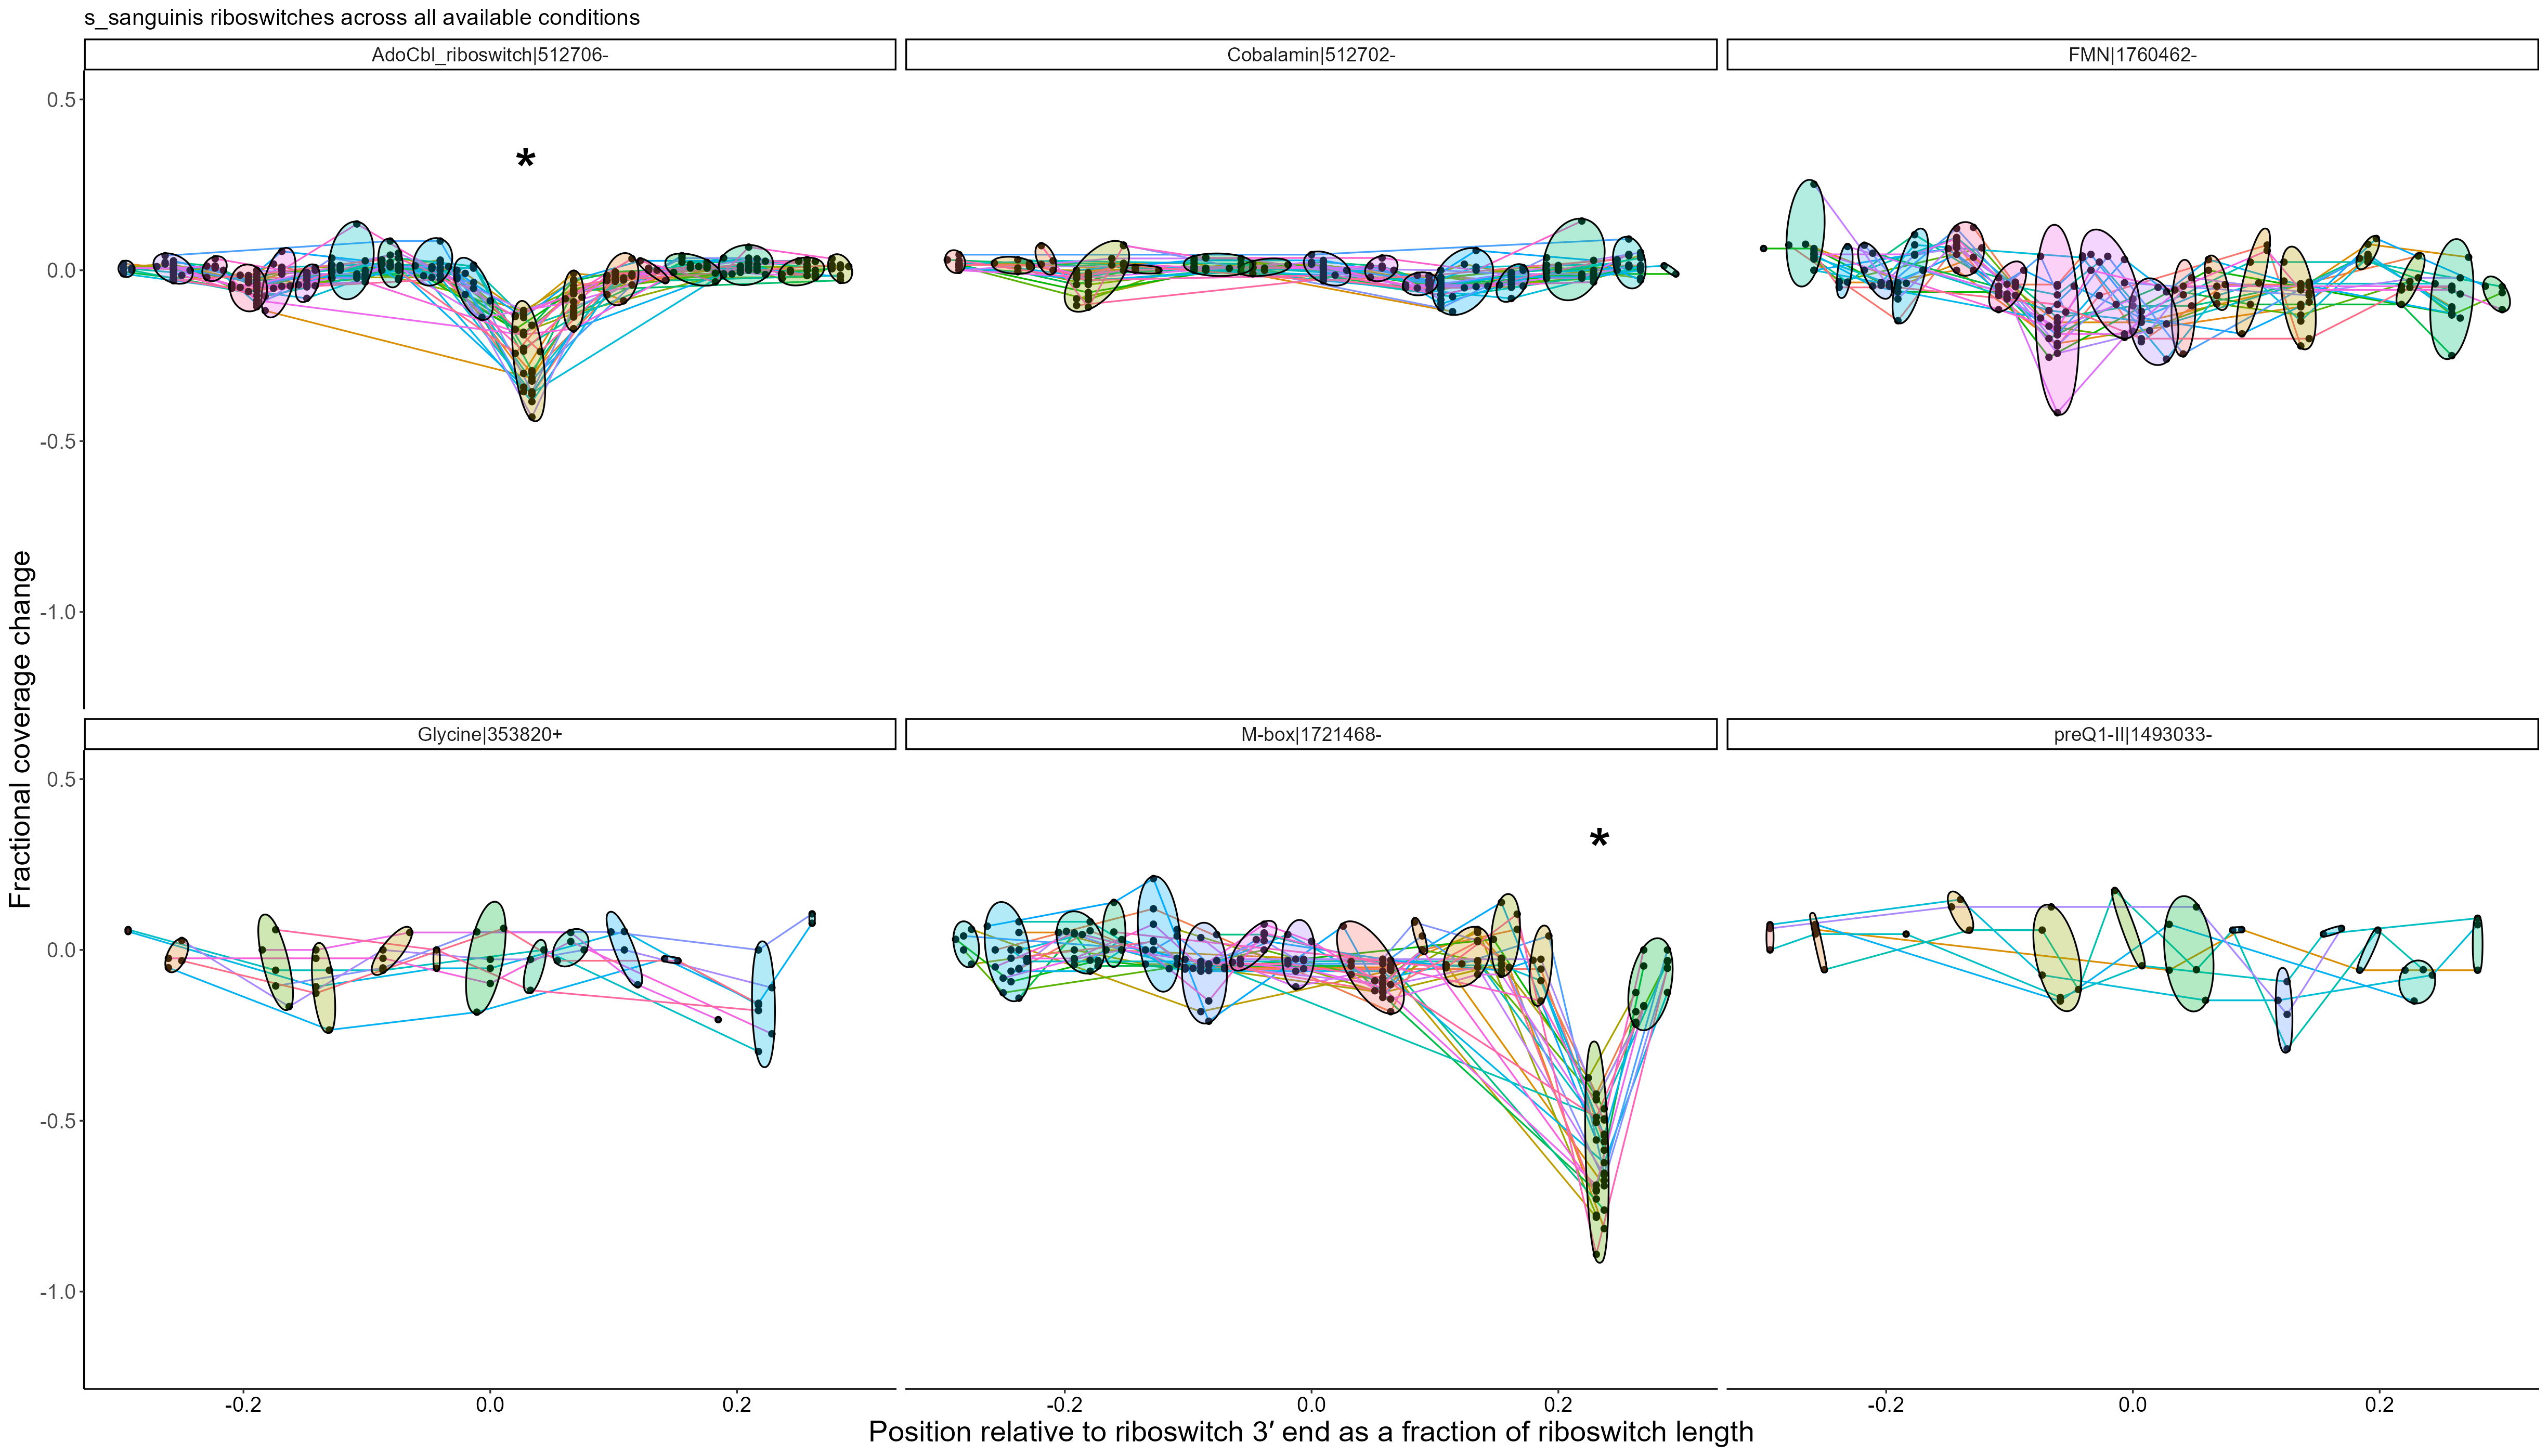 s_sanguinis riboswitches across all available conditions
AdoCbl_riboswitch|512706-
Cobalamin|512702-
FMN|1760462-
0.5
0.0
-0.5
-1.0
*
Glycine|353820+
M-box|1721468-
preQ1-II|1493033-
0.5
0.0
-0.5
-1.0
*
-0.2 0.0 0.2
-0.2 0.0 0.2
-0.2 0.0 0.2
Position relative to riboswitch 3′ end as a fraction of riboswitch length
Fractional coverage change